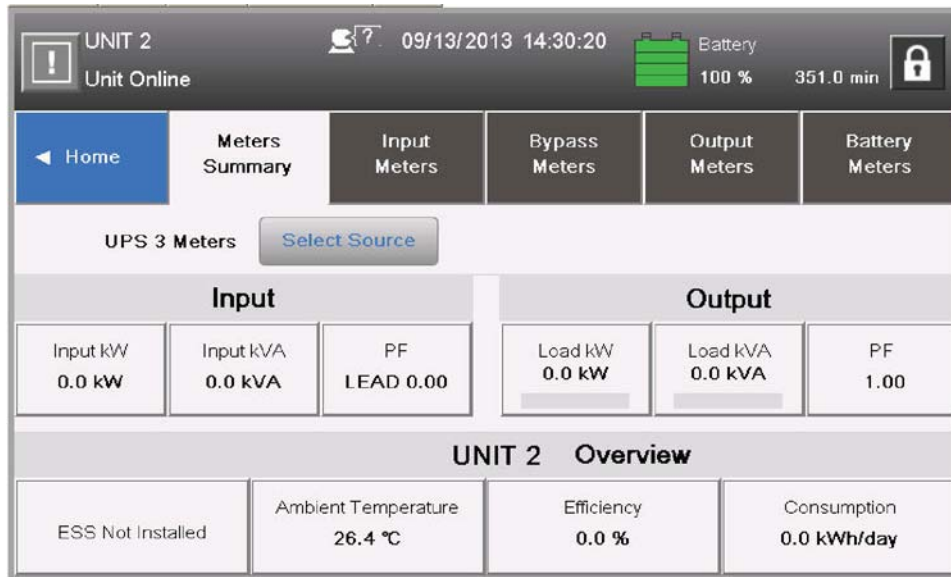 UNIT 2
Unit Online
? 09/13/2013 14:30:20
Battery
100 % 351.0 min
!
◄ Home
Meters
Summary
Input
Meters
Bypass
Meters
Output
Meters
Battery
Meters
UPS 3 Meters Select Source
Input
Output
Input kW
0.0 kW
Input kVA
0.0 kVA
PF
LEAD 0.00
Load kW
0.0 kW
Load kVA
0.0 kVA
PF
1.00
UNIT 2 Overview
ESS Not Installed
Ambient Temperature
26.4 °C
Efficiency
0.0 %
Consumption
0.0 kWh/day